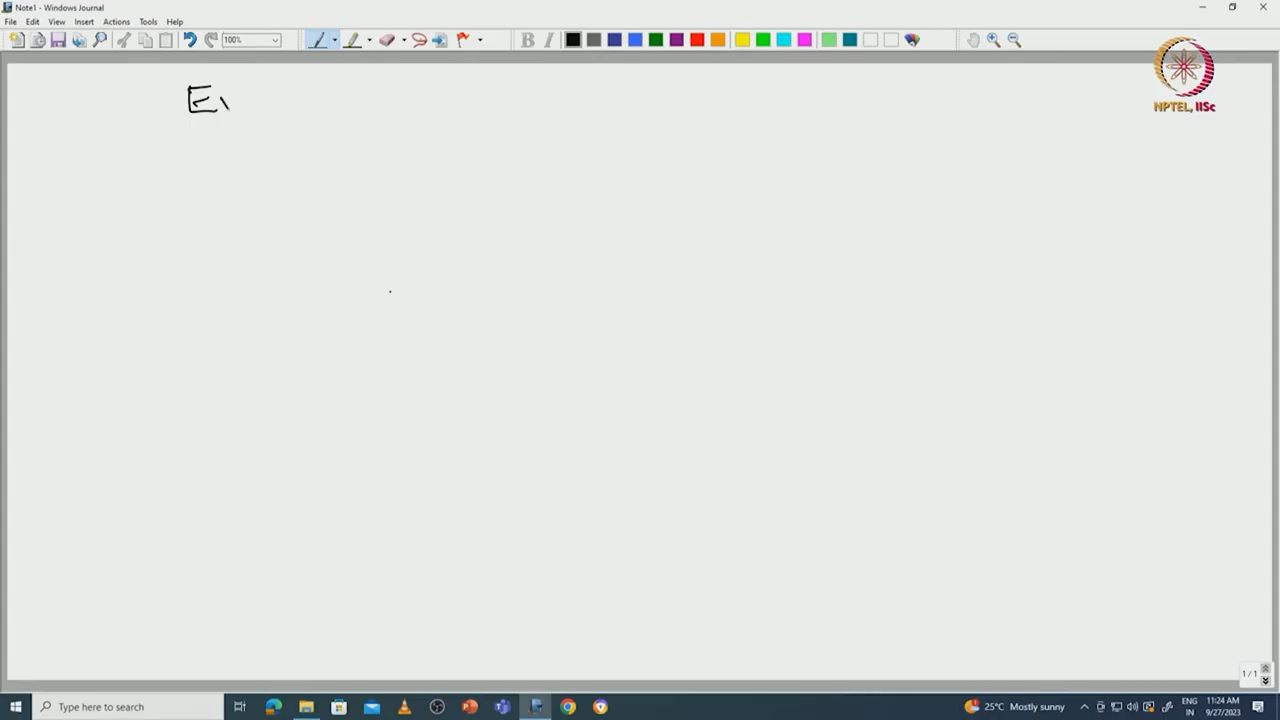 Note1 - Windows Journal
File Edit View Insert Actions Tools Help
100%
B I
NPTEL, IISc
1/1
Type here to search
25°C Mostly sunny
ENG
IN
11:24 AM
9/27/2023